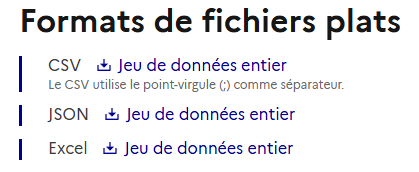 Formats de fichiers plats
CSV Jeu de données entier
Le CSV utilise le point-virgule (;) comme séparateur.
JSON Jeu de données entier
Excel Jeu de données entier